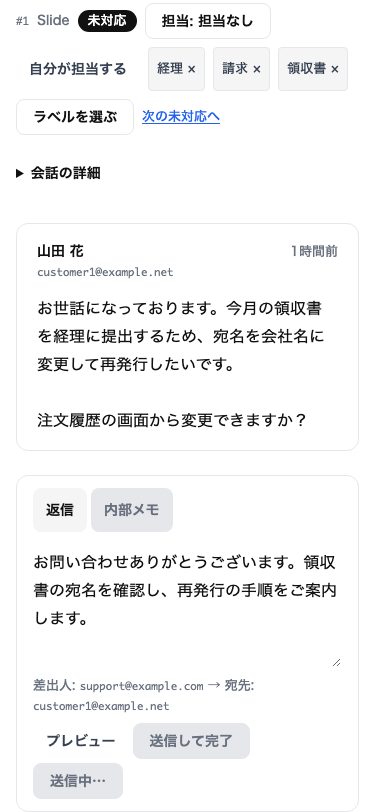 #1 Slide 未対応 担当: 担当なし
自分が担当する 経理 × 請求 × 領収書 ×
ラベルを選ぶ 次の未対応へ
▶ 会話の詳細
山田 花 1時間前
customer1@example.net
お世話になっております。今月の領収書
を経理に提出するため、宛名を会社名に
変更して再発行したいです。
注文履歴の画面から変更できますか？
返信 内部メモ
お問い合わせありがとうございます。領収
書の宛名を確認し、再発行の手順をご案内
します。
差出人: support@example.com → 宛先:
customer1@example.net
プレビュー 送信して完了
送信中…